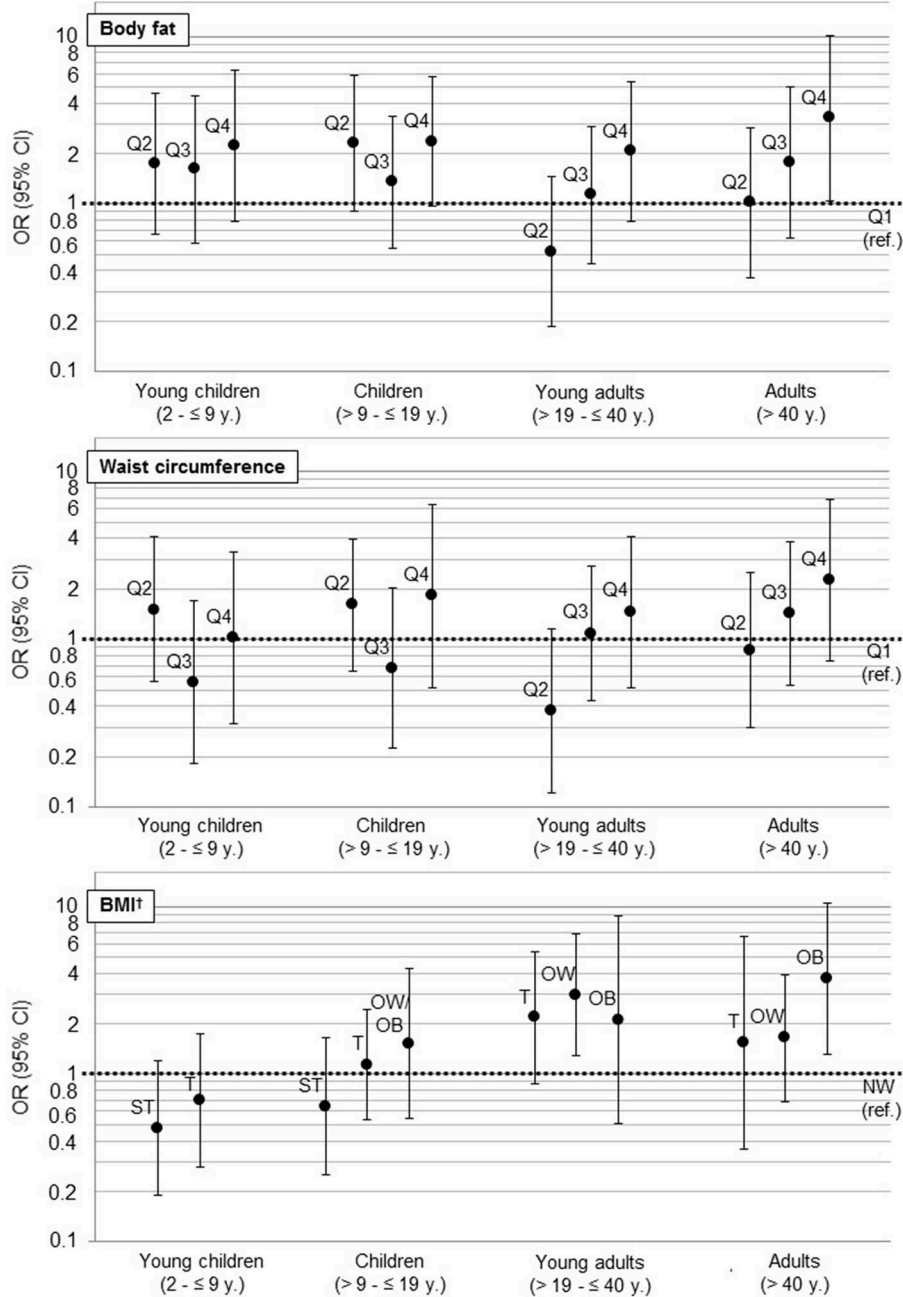 Body fat
10
8
6
4
2
1
0.8
0.6
0.4
0.2
0.1
OR (95% CI)
Q2
Q3
Q4
Q2
Q3
Q4
Q2
Q3
Q4
Q2
Q3
Q4
Q1
(ref.)
Young children
(2 - ≤ 9 y.)
Children
(> 9 - ≤ 19 y.)
Young adults
(> 19 - ≤ 40 y.)
Adults
(> 40 y.)
Waist circumference
10
8
6
4
2
1
0.8
0.6
0.4
0.2
0.1
OR (95% CI)
Q2
Q3
Q4
Q2
Q3
Q4
Q2
Q3
Q4
Q2
Q3
Q4
Q1
(ref.)
Young children
(2 - ≤ 9 y.)
Children
(> 9 - ≤ 19 y.)
Young adults
(> 19 - ≤ 40 y.)
Adults
(> 40 y.)
BMI†
10
8
6
4
2
1
0.8
0.6
0.4
0.2
0.1
OR (95% CI)
ST
T
ST
T
OW/
OB
T
OW
OB
T
OW
OB
NW
(ref.)
Young children
(2 - ≤ 9 y.)
Children
(> 9 - ≤ 19 y.)
Young adults
(> 19 - ≤ 40 y.)
Adults
(> 40 y.)